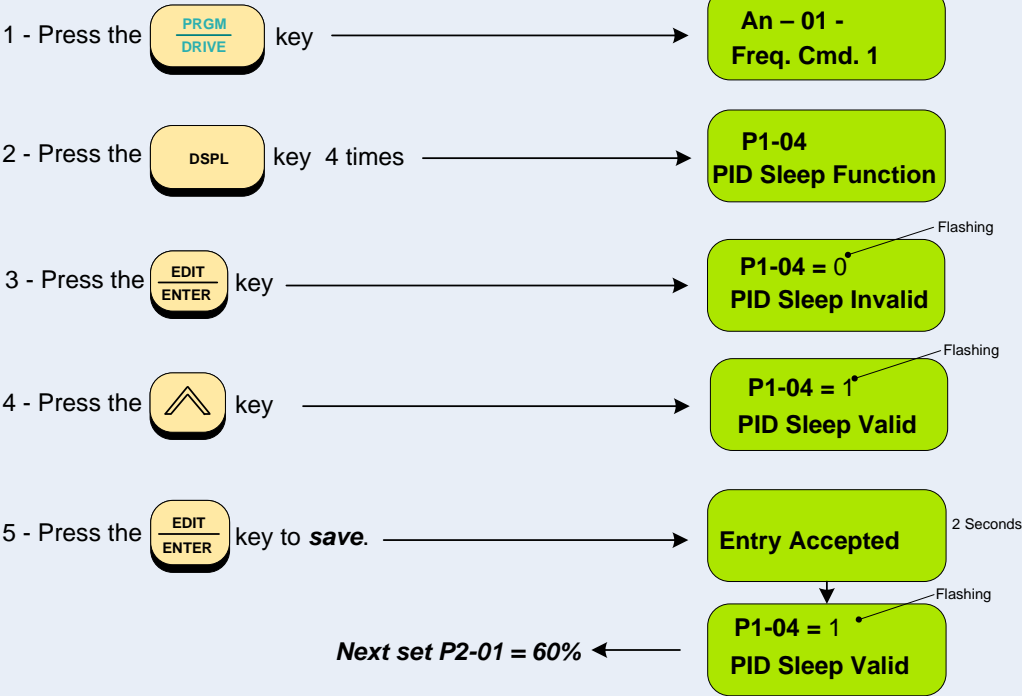 1 - Press the PRGM DRIVE key
An – 01 -
Freq. Cmd. 1
2 - Press the DSPL key 4 times
P1-04
PID Sleep Function
3 - Press the EDIT ENTER key
Flashing
P1-04 = 0
PID Sleep Invalid
4 - Press the key
Flashing
P1-04 = 1
PID Sleep Valid
5 - Press the EDIT ENTER key to save.
Entry Accepted
2 Seconds
Flashing
P1-04 = 1
PID Sleep Valid
Next set P2-01 = 60%